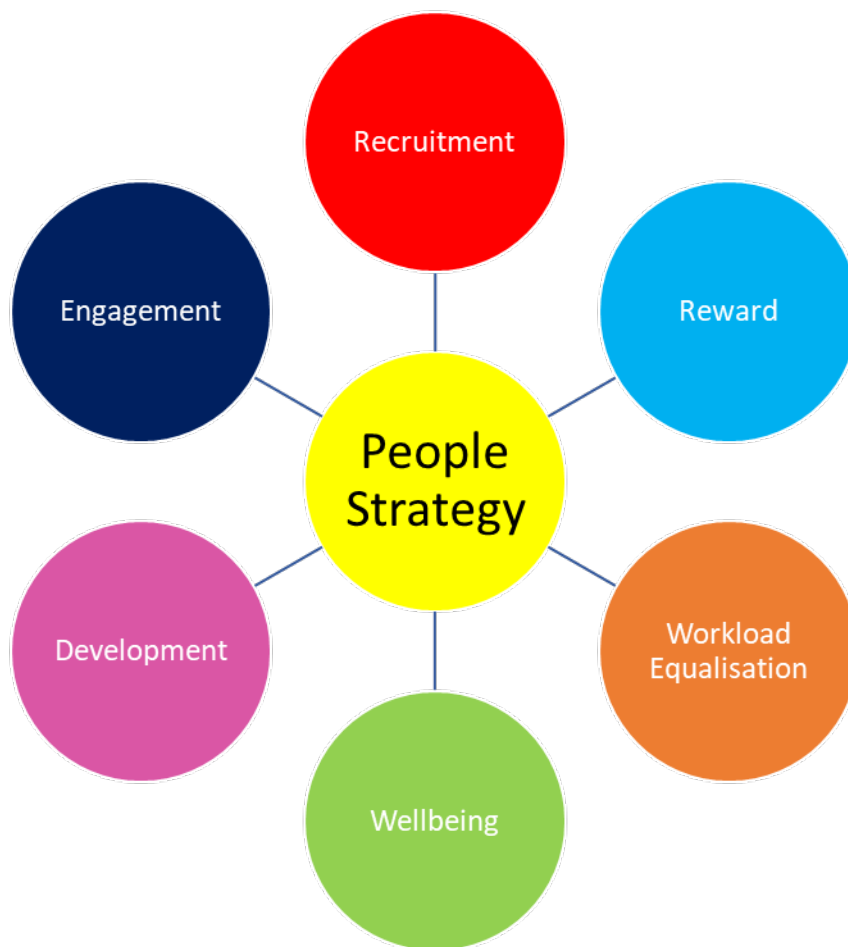 Recruitment
Engagement
Reward
People
Strategy
Development
Workload
Equalisation
Wellbeing